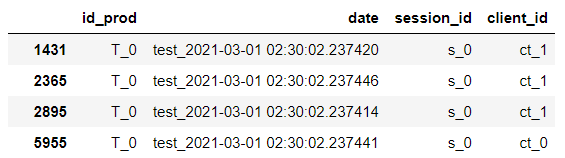 id_prod date session_id client_id
1431 T_0 test_2021-03-01 02:30:02.237420 s_0 ct_1
2365 T_0 test_2021-03-01 02:30:02.237446 s_0 ct_1
2895 T_0 test_2021-03-01 02:30:02.237414 s_0 ct_1
5955 T_0 test_2021-03-01 02:30:02.237441 s_0 ct_0